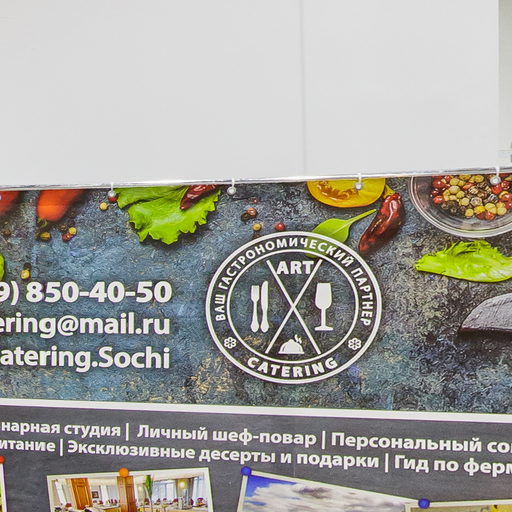 9) 850-40-50
ering@mail.ru
atering.Sochi
ВАШ ГАСТРОНОМИЧЕСКИЙ ПАРТНЕР
ART
CATERING
нарная студия | Личный шеф-повар | Персональный со
итание | Эксклюзивные десерты и подарки | Гид по ферм